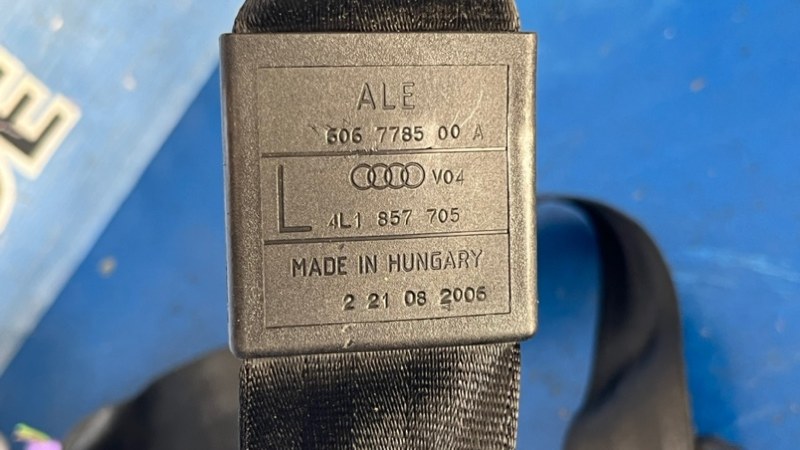 ALE
606 7785 00 A
L
V04
4L1 857 705
MADE IN HUNGARY
2 21 08 2006